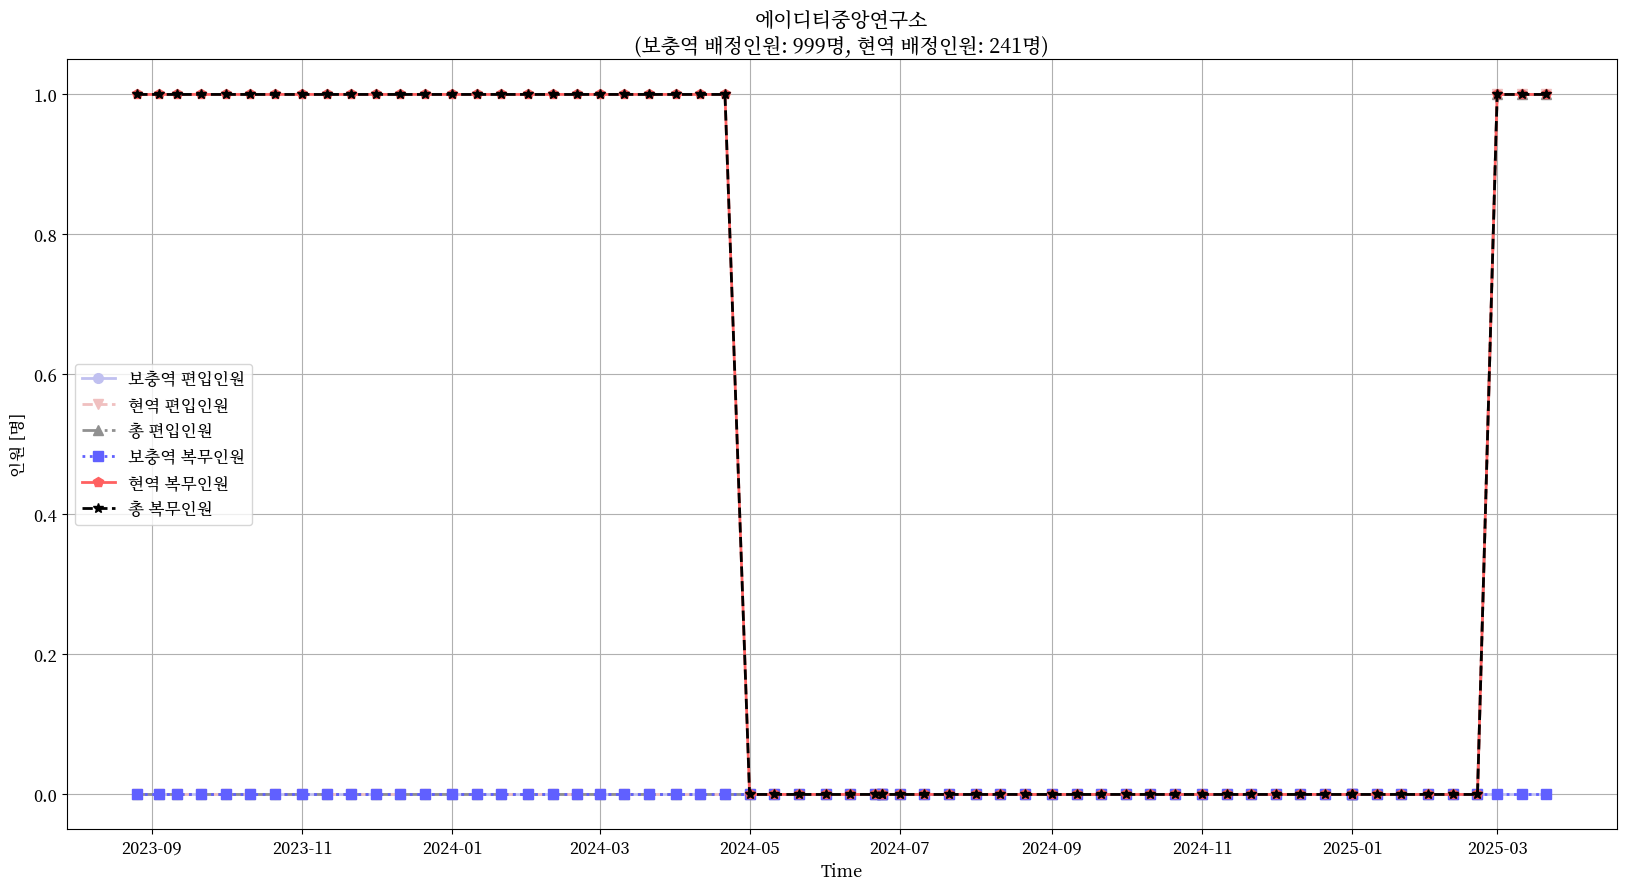 에이디티중앙연구소
(보충역 배정인원: 999명, 현역 배정인원: 241명)
인원 [명]
1.0
0.8
0.6
0.4
0.2
0.0
보충역 편입인원
현역 편입인원
총 편입인원
보충역 복무인원
현역 복무인원
총 복무인원
2023-09
2023-11
2024-01
2024-03
2024-05
2024-07
2024-09
2024-11
2025-01
2025-03
Time